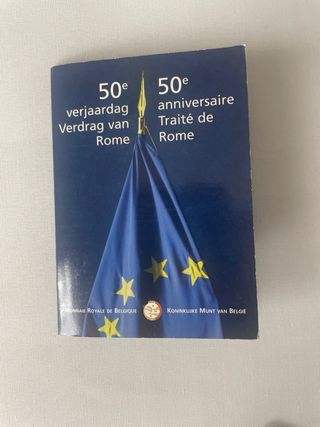 50e
verjaardag
Verdrag van
Rome
50e
anniversaire
Traité de
Rome
Monnaie Royale de Belgique
Koninklijke Munt van België